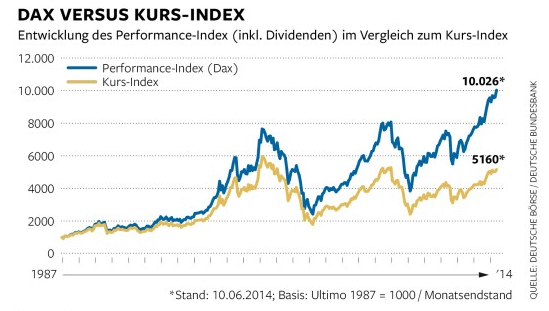 DAX VERSUS KURS-INDEX
Entwicklung des Performance-Index (inkl. Dividenden) im Vergleich zum Kurs-Index
12.000
Performance-Index (Dax)
Kurs-Index
10.026*
10.000
8000
6000
5160*
4000
2000
0
1987
'14
*Stand: 10.06.2014; Basis: Ultimo 1987 = 1000 / Monatsendstand
QUELLE: DEUTSCHE BÖRSE / DEUTSCHE BUNDESBANK